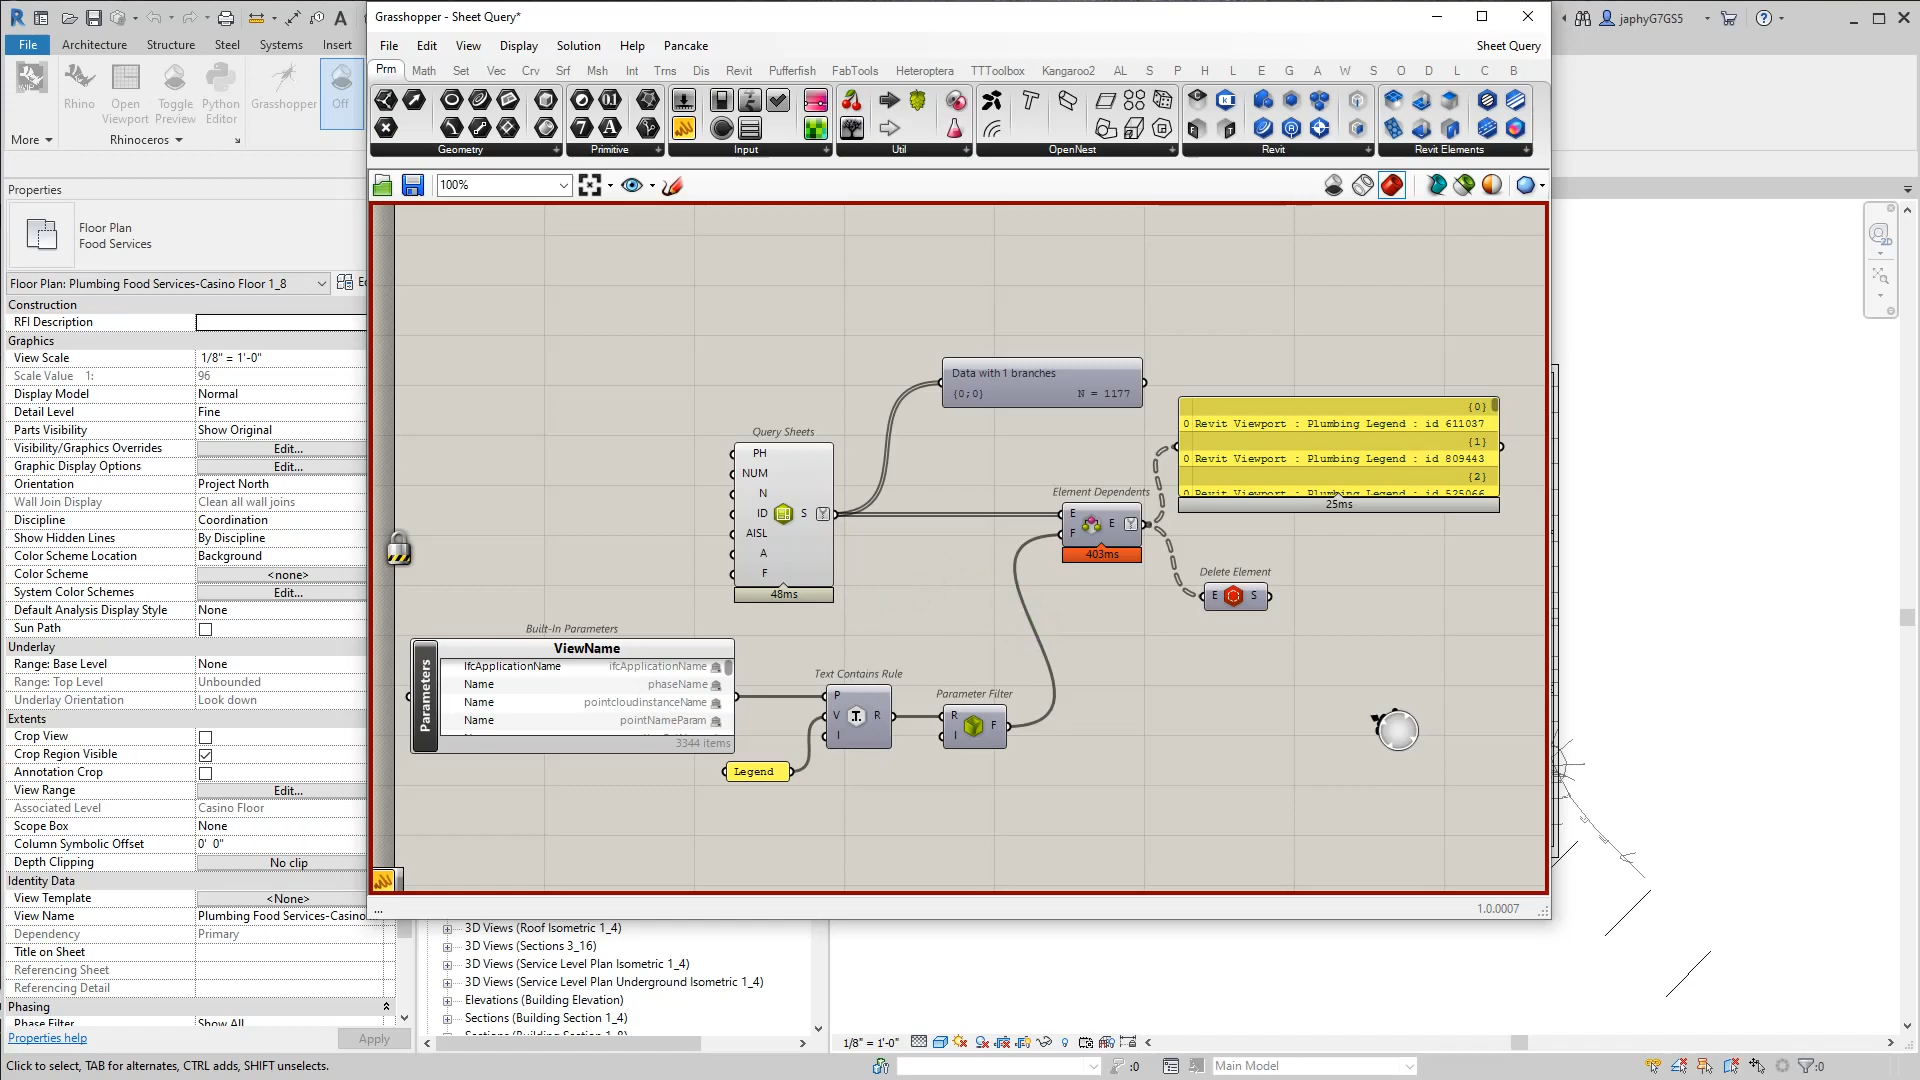 Grasshopper - Sheet Query*
File Edit View Display Solution Help Pancake
Sheet Query
japhyG7GS5
File Architecture Structure Steel Systems Insert
Prm Math Set Vec Crv Srf Msh Int Trns Dis Revit Pufferfish FabTools Heteroptera TTToolbox Kangaroo2 AL S P H L E G A W S O D L C B
Rhino
Open Viewport
Toggle Preview
Python Editor
Grasshopper
Off
More
Rhinoceros
Geometry Primitive Input Util OpenNest Revit Revit Elements
100%
Properties
Floor Plan
Food Services
Floor Plan: Plumbing Food Services-Casino Floor 1_8
Construction
RFI Description
Graphics
View Scale 1/8" = 1'-0"
Scale Value 1: 96
Display Model Normal
Detail Level Fine
Parts Visibility Show Original
Visibility/Graphics Overrides Edit...
Graphic Display Options Edit...
Orientation Project North
Wall Join Display Clean all wall joins
Discipline Coordination
Show Hidden Lines By Discipline
Color Scheme Location Background
Color Scheme <none>
System Color Schemes Edit...
Default Analysis Display Style None
Sun Path
Underlay
Range: Base Level None
Range: Top Level Unbounded
Underlay Orientation Look down
Extents
Crop View
Crop Region Visible
Annotation Crop
View Range Edit...
Associated Level Casino Floor
Scope Box None
Column Symbolic Offset 0' 0"
Depth Clipping No clip
Identity Data
View Template <None>
View Name Plumbing Food Services-Casino
Dependency Primary
Title on Sheet
Referencing Sheet
Referencing Detail
Phasing
Phase Filter Show All
Properties help
Apply
Data with 1 branches
{0;0} N = 1177
{0}
0 Revit Viewport : Plumbing Legend : id 611037
{1}
0 Revit Viewport : Plumbing Legend : id 809443
{2}
0 Revit Viewport : Plumbing Legend : id 525066
25ms
Query Sheets
PH
NUM
N
ID S
AISL
A
F
48ms
Element Dependents
E E
F
403ms
Delete Element
E S
Built-In Parameters
Parameters
ViewName
IfcApplicationName ifcApplicationName
Name phaseName
Name pointcloudinstanceName
Name pointNameParam
3344 items
Text Contains Rule
P
V R
I
Parameter Filter
R F
I
Legend
...
1.0.0007
3D Views (Roof Isometric 1_4)
3D Views (Sections 3_16)
3D Views (Service Level Plan Isometric 1_4)
3D Views (Service Level Plan Underground Isometric 1_4)
Elevations (Building Elevation)
Sections (Building Section 1_4)
Sections (Building Section 1_8)
1/8" = 1'-0"
Click to select, TAB for alternates, CTRL adds, SHIFT unselects.
:0
Main Model
:0